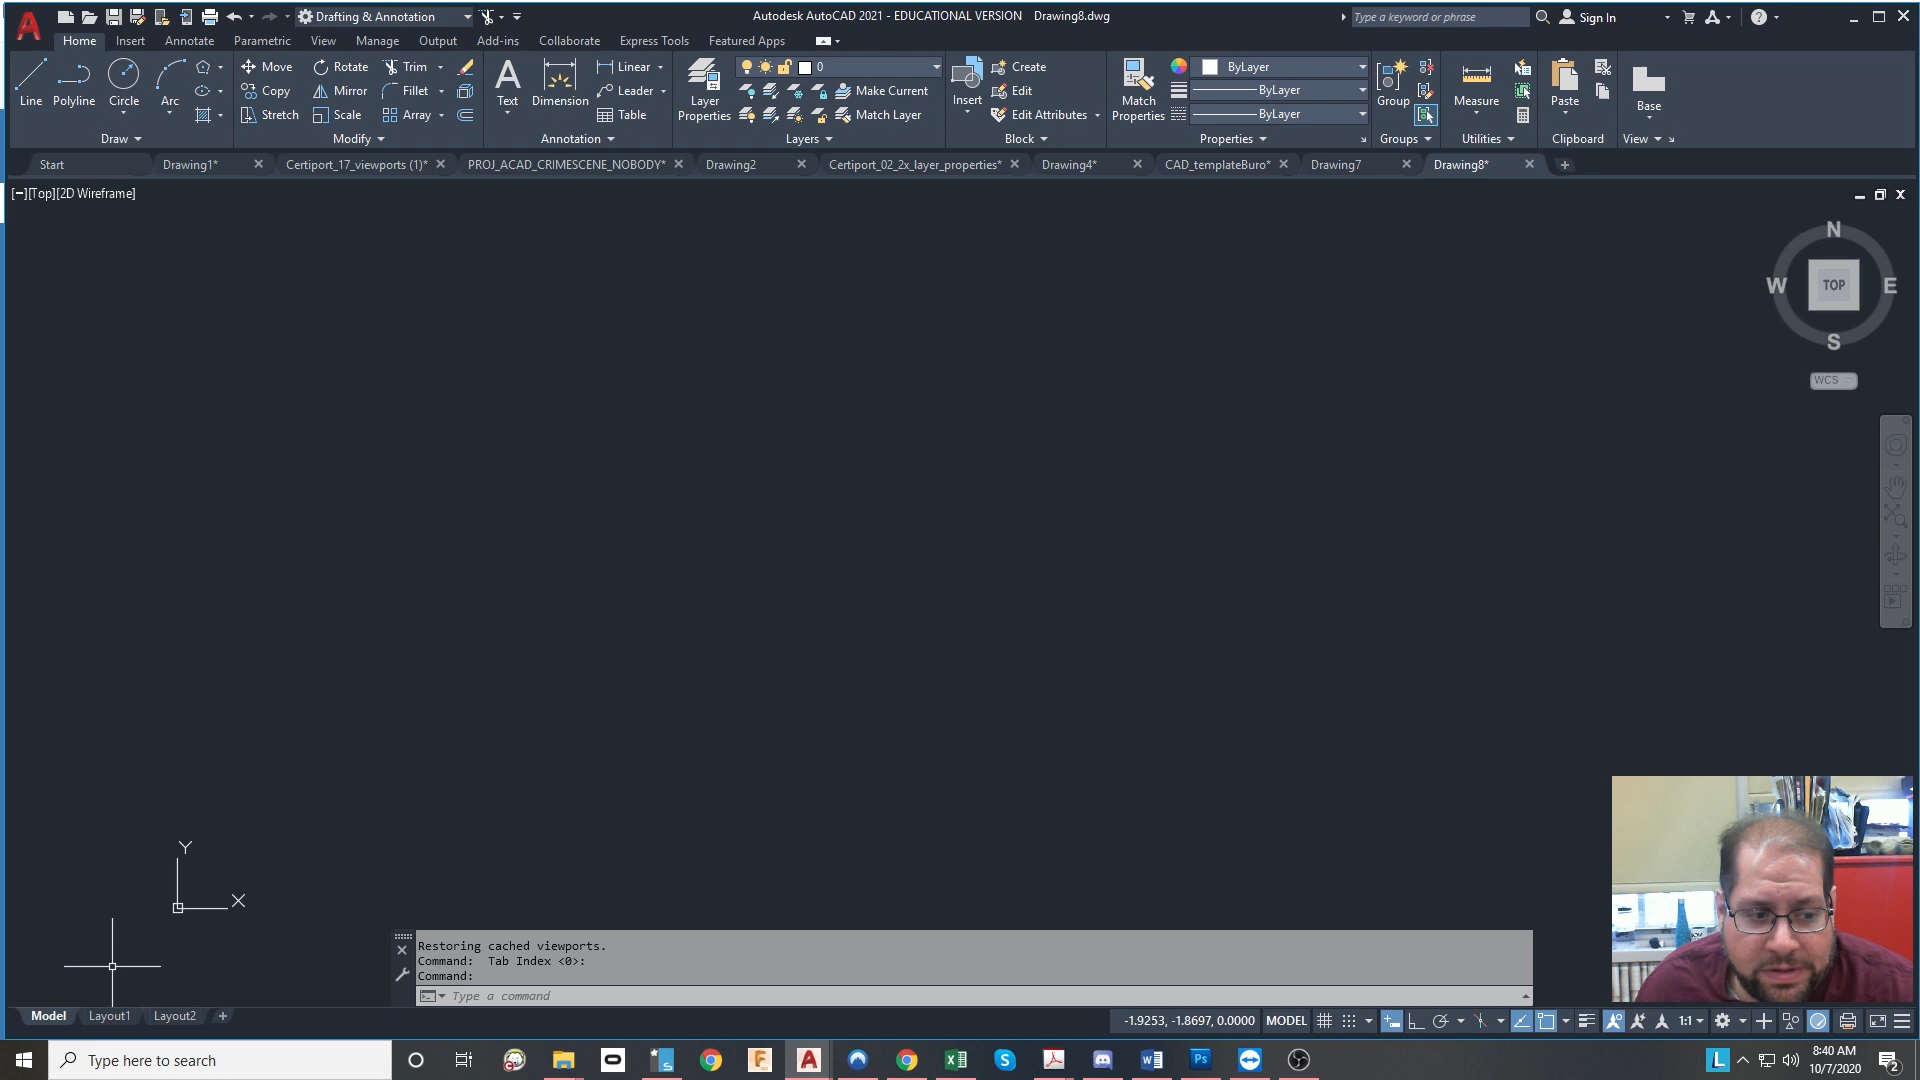 Drafting & Annotation
Autodesk AutoCAD 2021 - EDUCATIONAL VERSION Drawing8.dwg
Type a keyword or phrase
Sign In
Home Insert Annotate Parametric View Manage Output Add-ins Collaborate Express Tools Featured Apps
Move Rotate Trim Linear 0 Create ByLayer
Copy Mirror Fillet Leader Make Current Edit ByLayer
Stretch Scale Array Table Match Layer Edit Attributes ByLayer
Line Polyline Circle Arc
Text Dimension
Layer
Properties
Insert
Match
Properties
Group Measure Paste Base
Draw Modify Annotation Layers Block Properties Groups Utilities Clipboard View
Start Drawing1* Certiport_17_viewports (1)* PROJ_ACAD_CRIMESCENE_NOBODY* Drawing2 Certiport_02_2x_layer_properties* Drawing4* CAD_templateBuro* Drawing7 Drawing8*
[−][Top][2D Wireframe]
N
W TOP E
S
WCS
Y
X
Restoring cached viewports.
Command: Tab Index <0>:
Command:
Type a command
Model Layout1 Layout2 +
-1.9253, -1.8697, 0.0000 MODEL 1:1
Type here to search
8:40 AM
10/7/2020
2